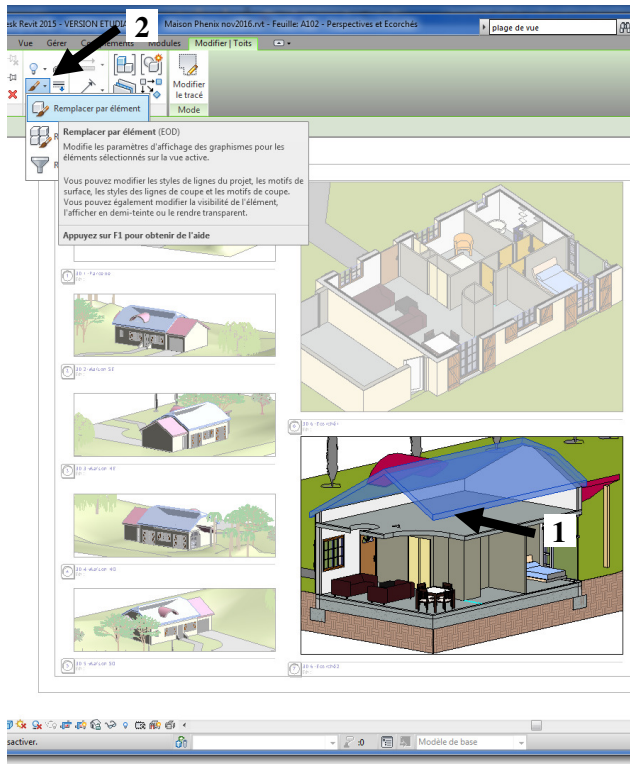 esk Revit 2015 - VERSION ETUDIA
Maison Phenix nov2016.rvt - Feuille: A102 - Perspectives et Ecorchés
plage de vue
2
Vue Gérer Modules Modifier | Toits
Modifier
le tracé
Mode
Remplacer par élément
Remplacer par élément (EOD)
Modifie les paramètres d'affichage des graphismes pour les
éléments sélectionnés sur la vue active.
Vous pouvez modifier les styles de lignes du projet, les motifs de
surface, les styles des lignes de coupe et les motifs de coupe.
Vous pouvez également modifier la visibilité de l'élément,
l'afficher en demi-teinte ou le rendre transparent.
Appuyez sur F1 pour obtenir de l'aide
1
sactiver.
:0
Modèle de base